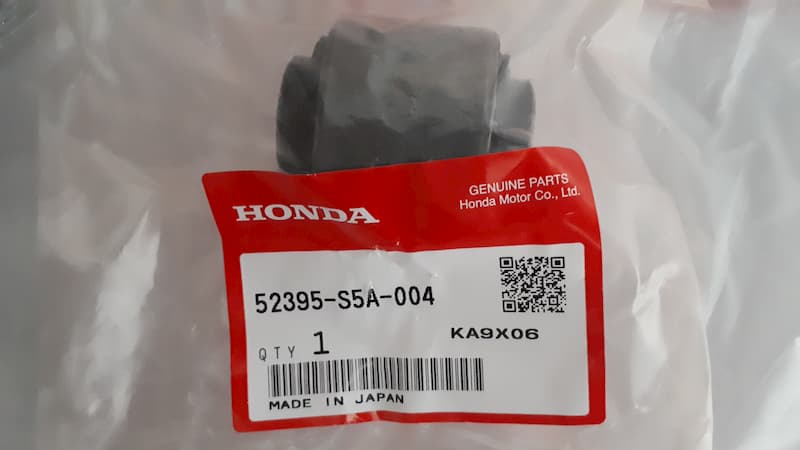 HONDA
GENUINE PARTS
Honda Motor Co., Ltd.
52395-S5A-004
KA9X06
QTY 1
MADE IN JAPAN